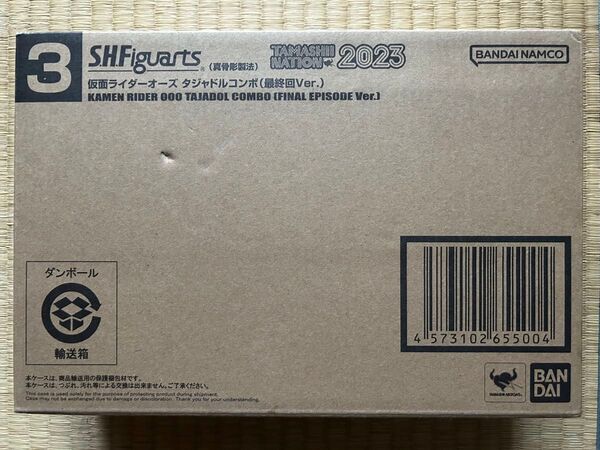 3
S.H.Figuarts (真骨彫製法)
TAMASHII NATION 2023
BANDAI NAMCO
仮面ライダーオーズ タジャドルコンボ(最終回Ver.)
KAMEN RIDER OOO TAJADOL COMBO (FINAL EPISODE Ver.)
ダンボール
輸送箱
4 573102 655004
本ケースは、商品輸送用の保護梱包材です。
本ケースは、つぶれ、汚れ等による交換は出来ません。ご了承ください。
This case is used solely for the purpose of protecting product during shipment.
Case may not be exchanged due to damage or discoloration. Thank you for your understanding.
TAMASHII NATIONS
BAN
DAI